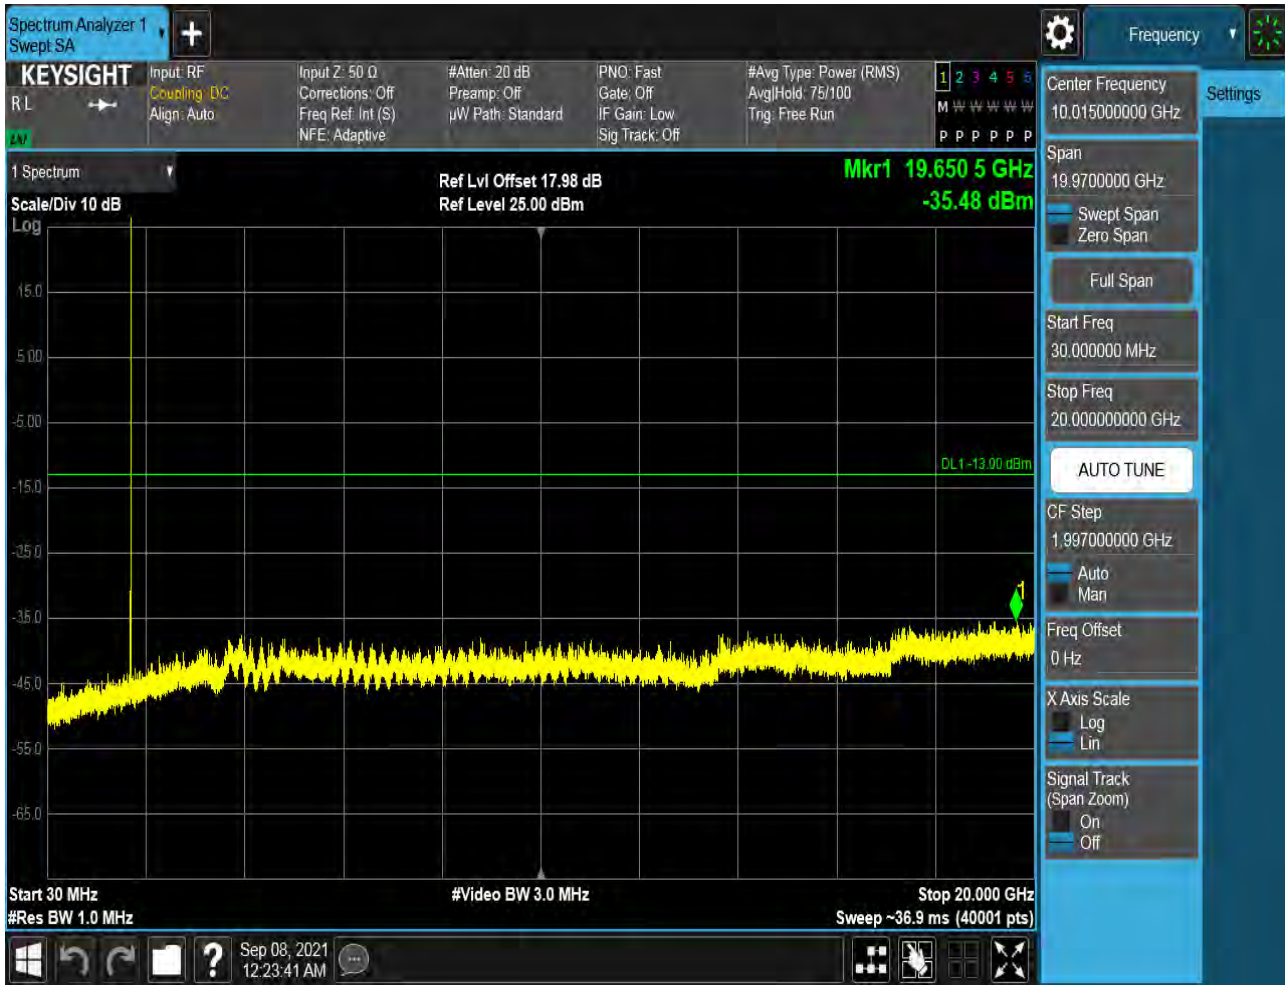 Spectrum Analyzer 1
Swept SA
Frequency
KEYSIGHT
R L
LNI
Input: RF
Coupling: DC
Align: Auto
Input Z: 50 Ω
Corrections: Off
Freq Ref: Int (S)
NFE: Adaptive
#Atten: 20 dB
Preamp: Off
µW Path: Standard
PNO: Fast
Gate: Off
IF Gain: Low
Sig Track: Off
#Avg Type: Power (RMS)
Avg|Hold: 75/100
Trig: Free Run
1 2 3 4 5 6
M W W W W W
P P P P P P
1 Spectrum
Scale/Div 10 dB
Log
Ref Lvl Offset 17.98 dB
Ref Level 25.00 dBm
Mkr1 19.650 5 GHz
-35.48 dBm
15.0
5.00
-5.00
-15.0
-25.0
-35.0
-45.0
-55.0
-65.0
DL1 -13.00 dBm
1
Start 30 MHz
#Res BW 1.0 MHz
#Video BW 3.0 MHz
Stop 20.000 GHz
Sweep ~36.9 ms (40001 pts)
Center Frequency
10.015000000 GHz
Settings
Span
19.9700000 GHz
Swept Span
Zero Span
Full Span
Start Freq
30.000000 MHz
Stop Freq
20.000000000 GHz
AUTO TUNE
CF Step
1.997000000 GHz
Auto
Man
Freq Offset
0 Hz
X Axis Scale
Log
Lin
Signal Track
(Span Zoom)
On
Off
?
Sep 08, 2021
12:23:41 AM